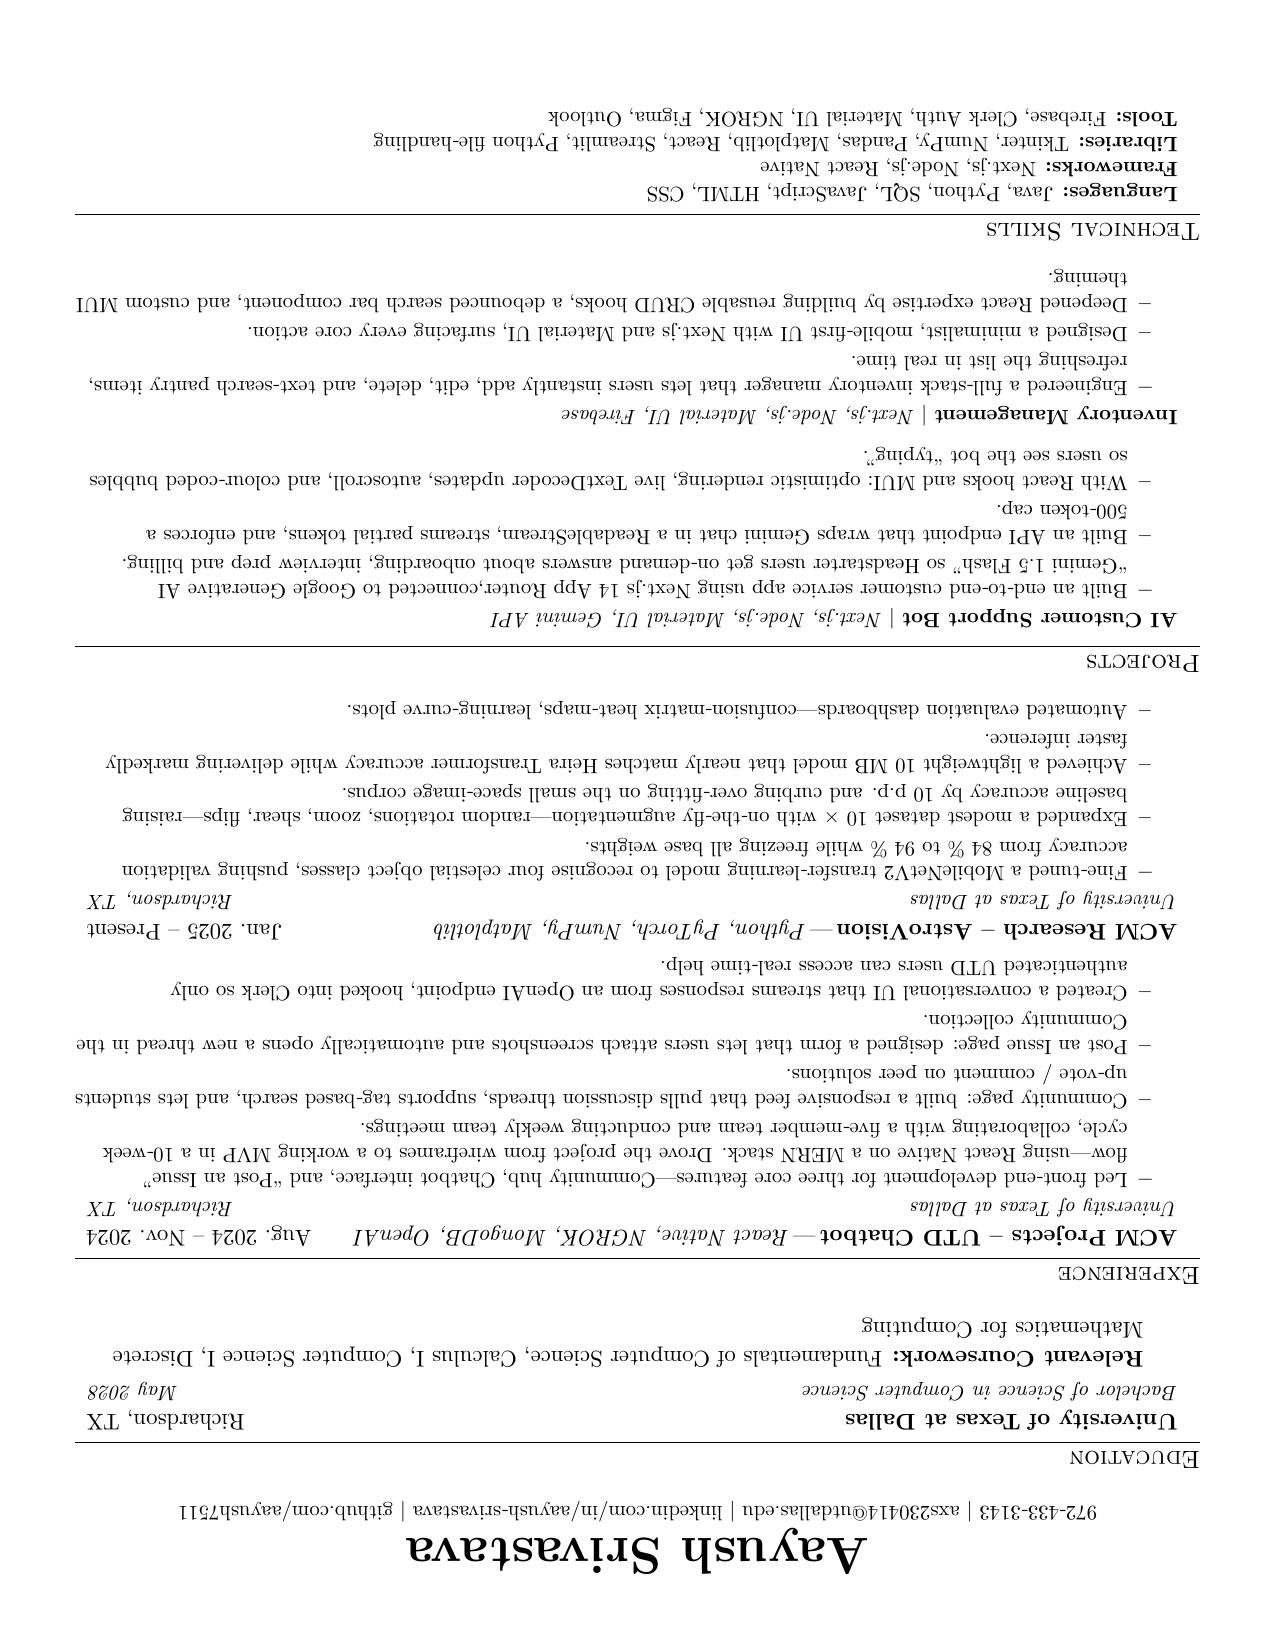 Aayush Srivastava
972-433-3143 | axs230414@utdallas.edu | linkedin.com/in/aayush-srivastava | github.com/aayush7511
Education
University of Texas at Dallas Richardson, TX
Bachelor of Science in Computer Science May 2028
Relevant Coursework: Fundamentals of Computer Science, Calculus I, Computer Science I, Discrete
Mathematics for Computing
Experience
ACM Projects – UTD Chatbot — React Native, NGROK, MongoDB, OpenAI Aug. 2024 – Nov. 2024
University of Texas at Dallas Richardson, TX
– Led front-end development for three core features—Community hub, Chatbot interface, and “Post an Issue”
flow—using React Native on a MERN stack. Drove the project from wireframes to a working MVP in a 10-week
cycle, collaborating with a five-member team and conducting weekly team meetings.
– Community page: built a responsive feed that pulls discussion threads, supports tag-based search, and lets students
up-vote / comment on peer solutions.
– Post an Issue page: designed a form that lets users attach screenshots and automatically opens a new thread in the
Community collection.
– Created a conversational UI that streams responses from an OpenAI endpoint, hooked into Clerk so only
authenticated UTD users can access real-time help.
ACM Research – AstroVision — Python, PyTorch, NumPy, Matplotlib Jan. 2025 – Present
University of Texas at Dallas Richardson, TX
– Fine-tuned a MobileNetV2 transfer-learning model to recognise four celestial object classes, pushing validation
accuracy from 84 % to 94 % while freezing all base weights.
– Expanded a modest dataset 10 × with on-the-fly augmentation—random rotations, zoom, shear, flips—raising
baseline accuracy by 10 p.p. and curbing over-fitting on the small space-image corpus.
– Achieved a lightweight 10 MB model that nearly matches Heira Transformer accuracy while delivering markedly
faster inference.
– Automated evaluation dashboards—confusion-matrix heat-maps, learning-curve plots.
Projects
AI Customer Support Bot | Next.js, Node.js, Material UI, Gemini API
– Built an end-to-end customer service app using Next.js 14 App Router,connected to Google Generative AI
“Gemini 1.5 Flash” so Headstarter users get on-demand answers about onboarding, interview prep and billing.
– Built an API endpoint that wraps Gemini chat in a ReadableStream, streams partial tokens, and enforces a
500-token cap.
– With React hooks and MUI: optimistic rendering, live TextDecoder updates, autoscroll, and colour-coded bubbles
so users see the bot “typing”.
Inventory Management | Next.js, Node.js, Material UI, Firebase
– Engineered a full-stack inventory manager that lets users instantly add, edit, delete, and text-search pantry items,
refreshing the list in real time.
– Designed a minimalist, mobile-first UI with Next.js and Material UI, surfacing every core action.
– Deepened React expertise by building reusable CRUD hooks, a debounced search bar component, and custom MUI
theming.
Technical Skills
Languages: Java, Python, SQL, JavaScript, HTML, CSS
Frameworks: Next.js, Node.js, React Native
Libraries: Tkinter, NumPy, Pandas, Matplotlib, React, Streamlit, Python file-handling
Tools: Firebase, Clerk Auth, Material UI, NGROK, Figma, Outlook